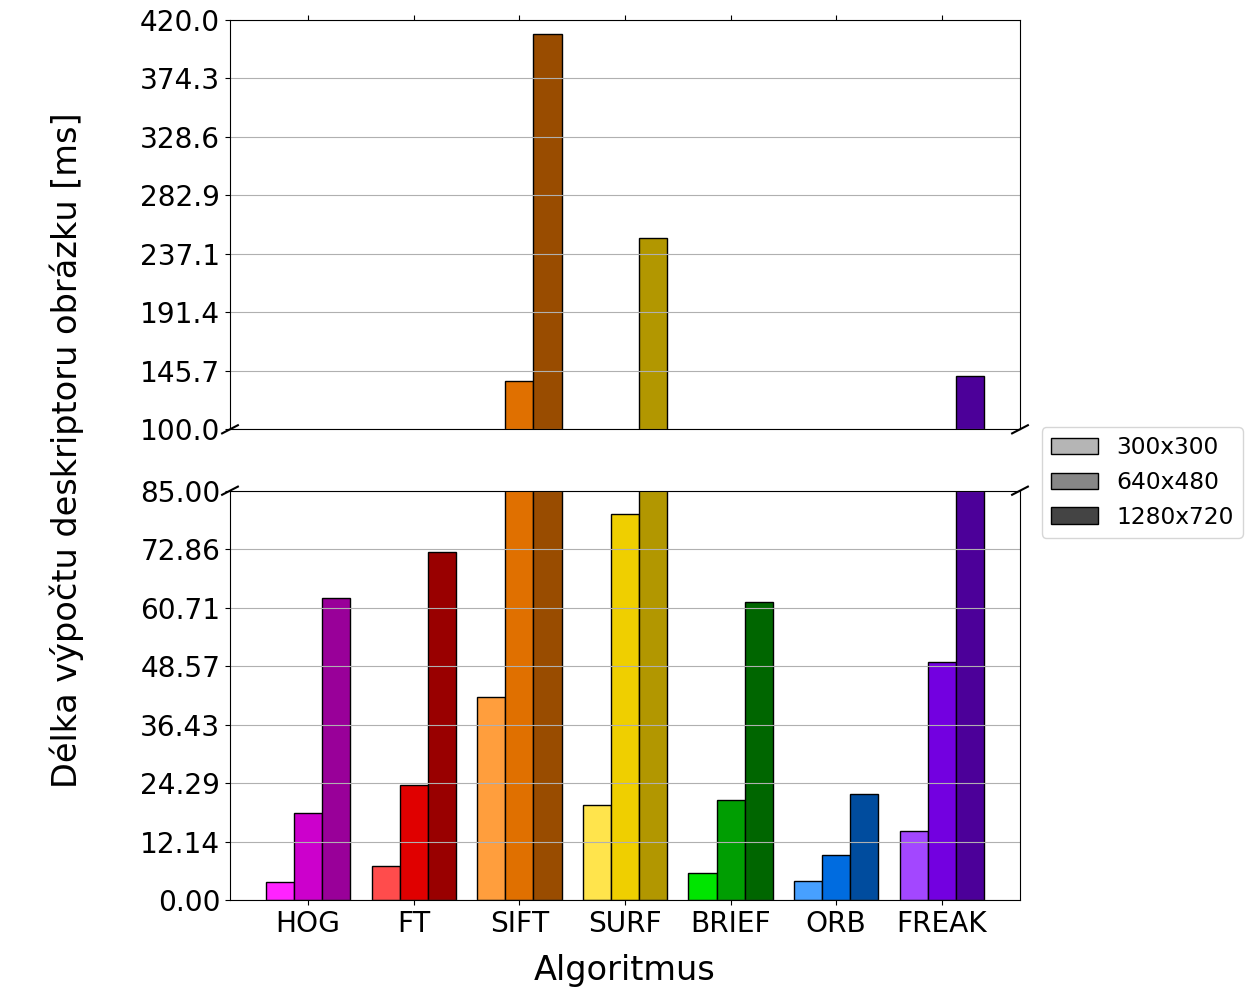 Délka výpočtu deskriptoru obrázku [ms]
420.0
374.3
328.6
282.9
237.1
191.4
145.7
100.0
85.00
72.86
60.71
48.57
36.43
24.29
12.14
0.00
HOG FT SIFT SURF BRIEF ORB FREAK
Algoritmus
300x300
640x480
1280x720